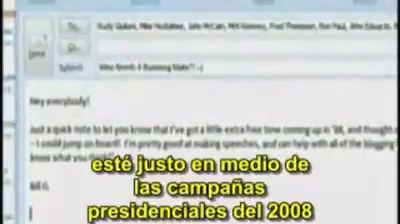 To...
Rudy Giuliani, Mike Huckabee, John McCain, Mitt Romney, Fred Thompson, Ron Paul, John Edwards,
Send
Subject:
Who Needs A Running Mate?! :-)
Hey everybody!
Just a quick note to let you know that I've got a little extra free time coming up in '08, and thought
– I could jump on board!! I'm pretty good at making speeches, and can help with all of the blogging
know what you
Bill G.
esté justo en medio de
las campañas
presidenciales del 2008